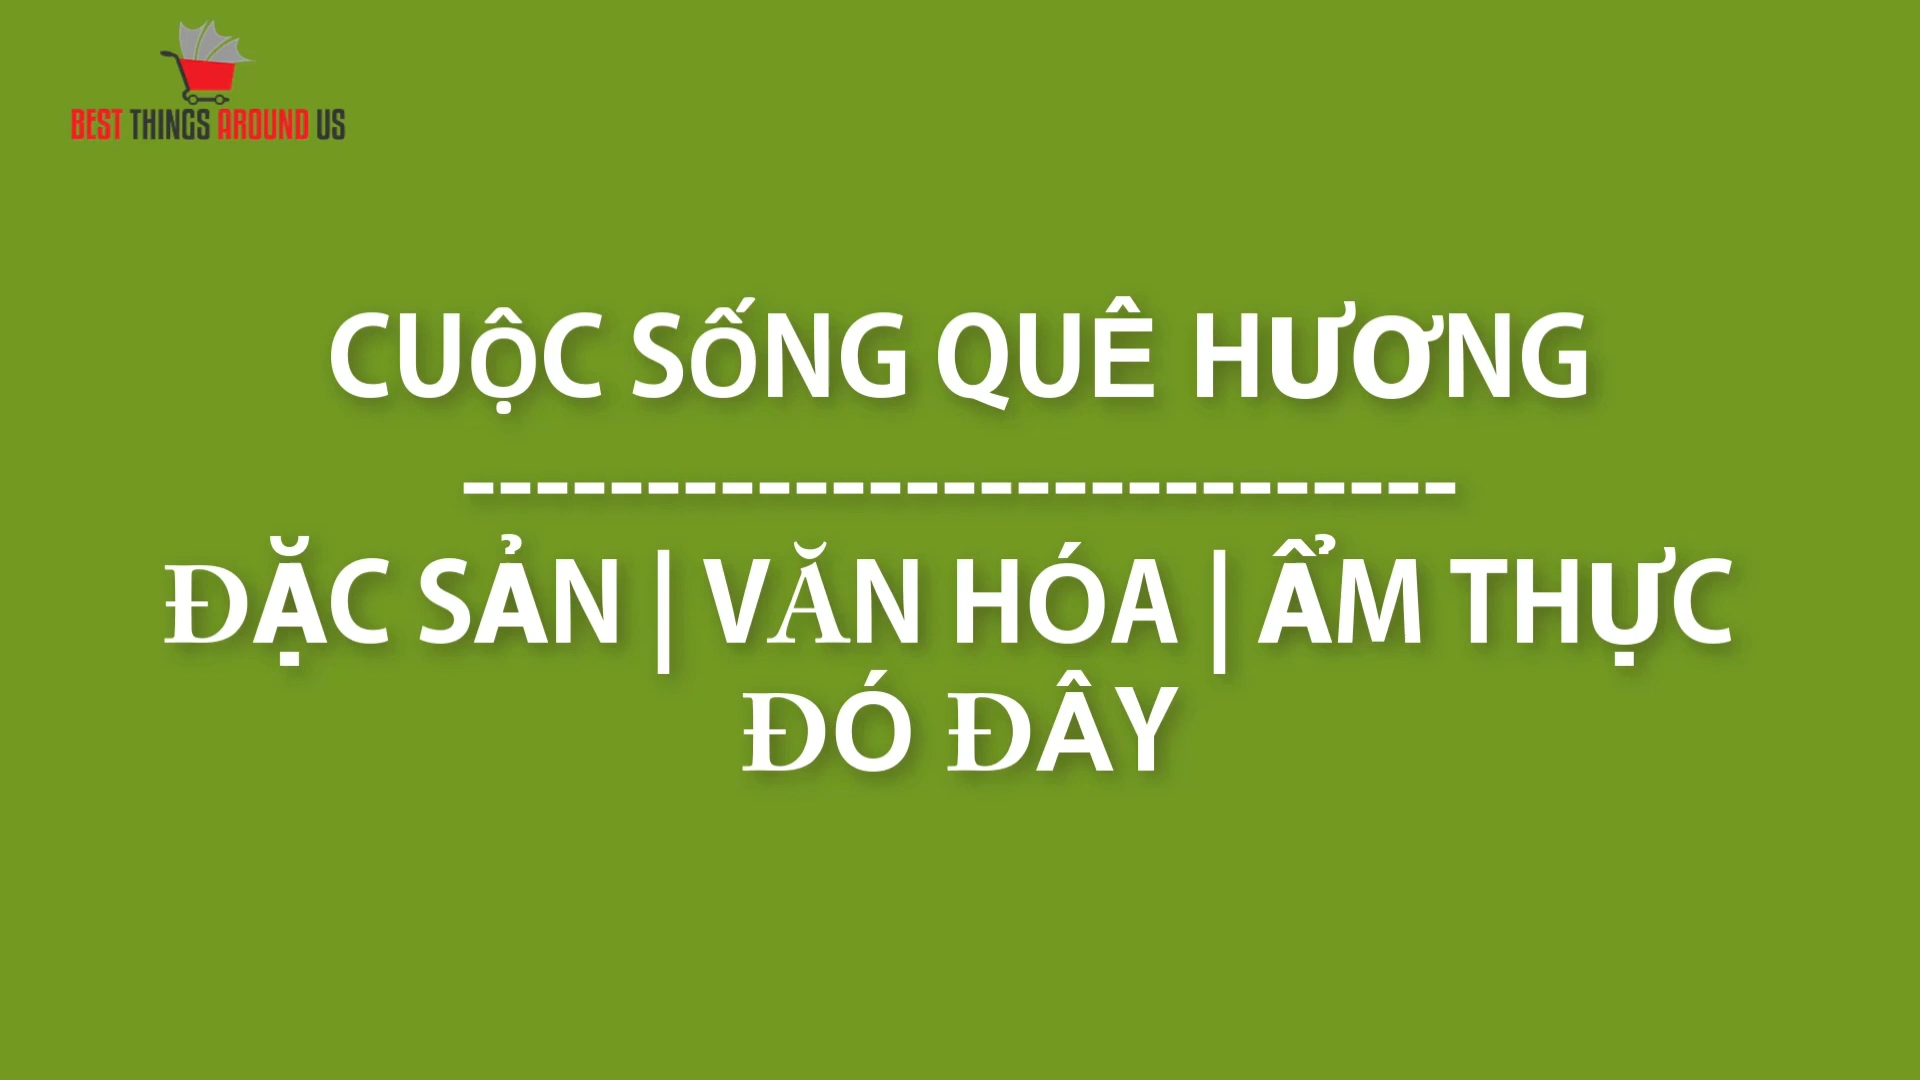 BEST THINGS AROUND US
CUỘC SỐNG QUÊ HƯƠNG
---------------------------
ĐẶC SẢN | VĂN HÓA | ẨM THỰC
ĐÓ ĐÂY